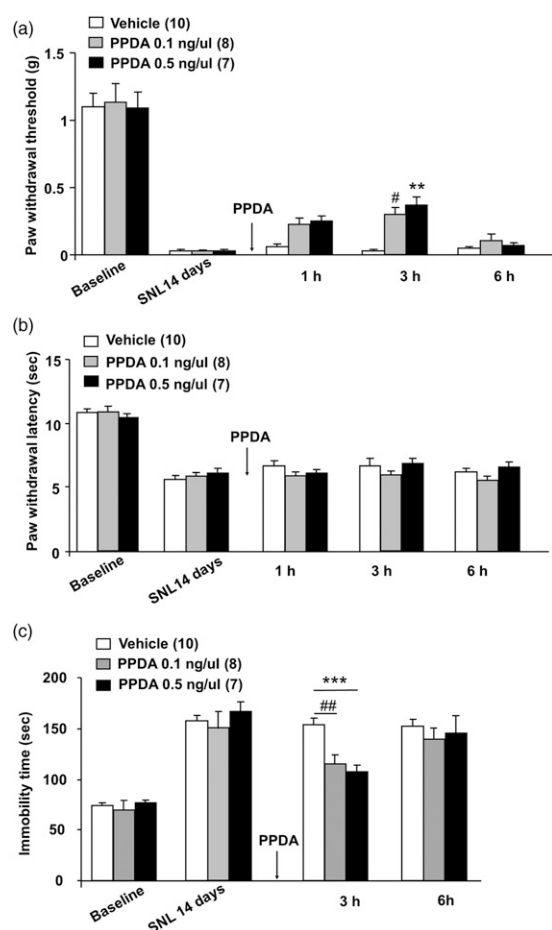 (a)
Vehicle (10)
PPDA 0.1 ng/ul (8)
PPDA 0.5 ng/ul (7)
Paw withdrawal threshold (g)
1.5
1
0.5
0
PPDA
#
**
Baseline
SNL14 days
1 h
3 h
6 h
(b)
Vehicle (10)
PPDA 0.1 ng/ul (8)
PPDA 0.5 ng/ul (7)
Paw withdrawal latency (sec)
15
10
5
0
PPDA
Baseline
SNL14 days
1 h
3 h
6 h
(c)
Vehicle (10)
PPDA 0.1 ng/ul (8)
PPDA 0.5 ng/ul (7)
Immobility time (sec)
200
150
100
50
0
***
##
PPDA
Baseline
SNL 14 days
3 h
6h